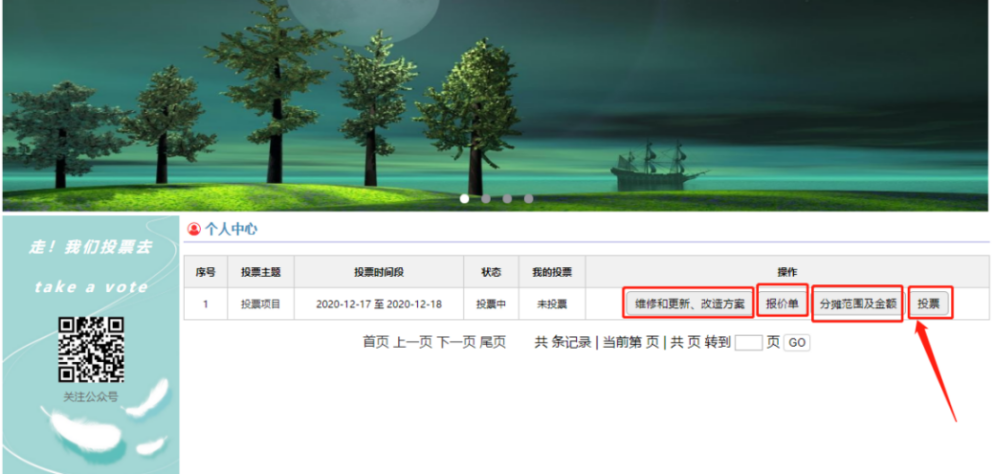 走！我们投票去
take a vote
关注公众号
个人中心
序号 投票主题 投票时间段 状态 我的投票 操作
1 投票项目 2020-12-17 至 2020-12-18 投票中 未投票 维修和更新、改造方案 报价单 分摊范围及金额 投票
首页 上一页 下一页 尾页 共 条记录 | 当前第 页 | 共 页 转到 页 GO